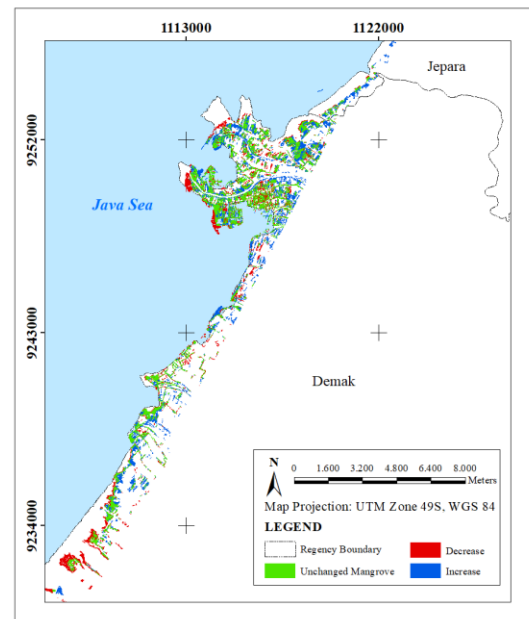 1113000 1122000
Jepara
9252000
Java Sea
9243000
Demak
N
0 1.600 3.200 4.800 6.400 8.000
Meters
Map Projection: UTM Zone 49S, WGS 84
LEGEND
Regency Boundary Decrease
Unchanged Mangrove Increase
9234000